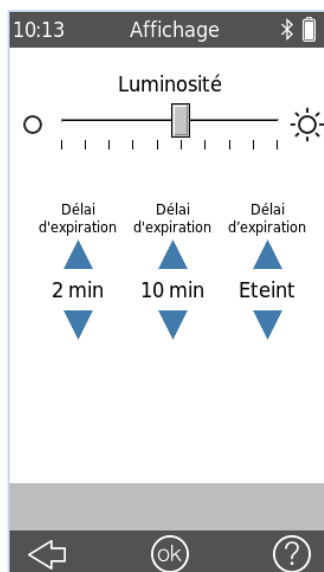 10:13 Affichage
Luminosité
Délai d'expiration
Délai d'expiration
Délai d'expiration
2 min 10 min Eteint
ok ?